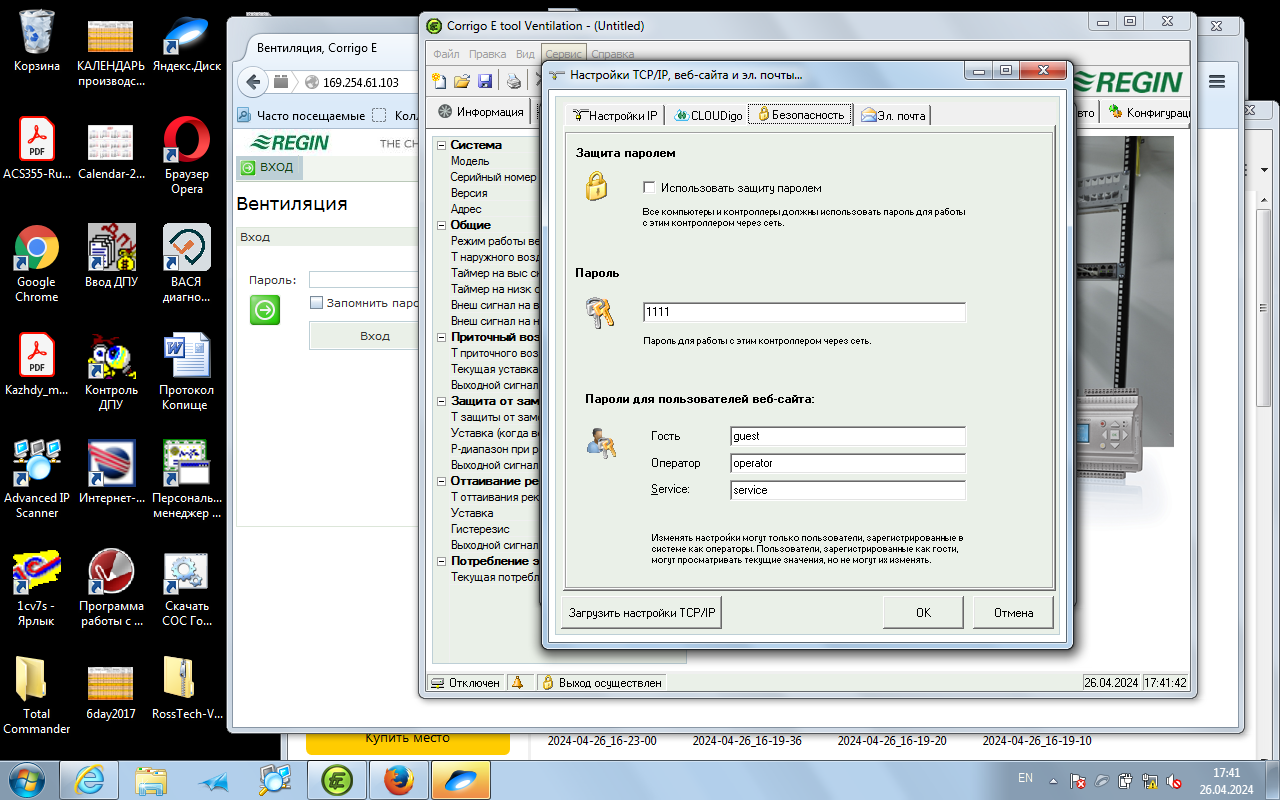 Корзина
КАЛЕНДАРЬ производс...
Яндекс.Диск
ACS355-Ru...
Calendar-2...
Браузер Opera
Google Chrome
Ввод ДПУ
ВАСЯ диагно...
Kazhdy_m...
Контроль ДПУ
Протокол Копище
Advanced IP Scanner
Интернет-...
Персональ... менеджер ...
1cv7s - Ярлык
Программа работы с ...
Скачать СОС Го...
Total Commander
6day2017
RossTech-V...
Вентиляция, Corrigo E
169.254.61.103
Часто посещаемые
REGIN
THE CH
ВХОД
Вентиляция
Вход
Пароль:
Запомнить паро
Вход
Corrigo E tool Ventilation - (Untitled)
Файл Правка Вид Сервис Справка
REGIN
Информация
Конфигурац
Система
Модель
Серийный номер
Версия
Адрес
Общие
Режим работы ве
Т наружного возд
Таймер на выс ск
Таймер на низк с
Внеш сигнал на в
Внеш сигнал на н
Приточный воз
Т приточного воз
Текущая уставка
Выходной сигнал
Защита от зам
Т защиты от заме
Уставка (когда ве
Р-диапазон при р
Выходной сигнал
Оттаивание ре
Т оттаивания рек
Уставка
Гистерезис
Выходной сигнал
Потребление э
Текущая потребл
Отключен
Выход осуществлен
26.04.2024 17:41:42
Настройки TCP/IP, веб-сайта и эл. почты...
Настройки IP
CLOUDigo
Безопасность
Эл. почта
Защита паролем
Использовать защиту паролем
Все компьютеры и контроллеры должны использовать пароль для работы
с этим контроллером через сеть.
Пароль
1111
Пароль для работы с этим контроллером через сеть.
Пароли для пользователей веб-сайта:
Гость guest
Оператор operator
Service: service
Изменять настройки могут только пользователи, зарегистрированные в
системе как операторы. Пользователи, зарегистрированные как гости,
могут просматривать текущие значения, но не могут их изменять.
Загрузить настройки TCP/IP
OK
Отмена
Купить место
2024-04-26_16-23-00
2024-04-26_16-19-36
2024-04-26_16-19-20
2024-04-26_16-19-10
EN
17:41
26.04.2024